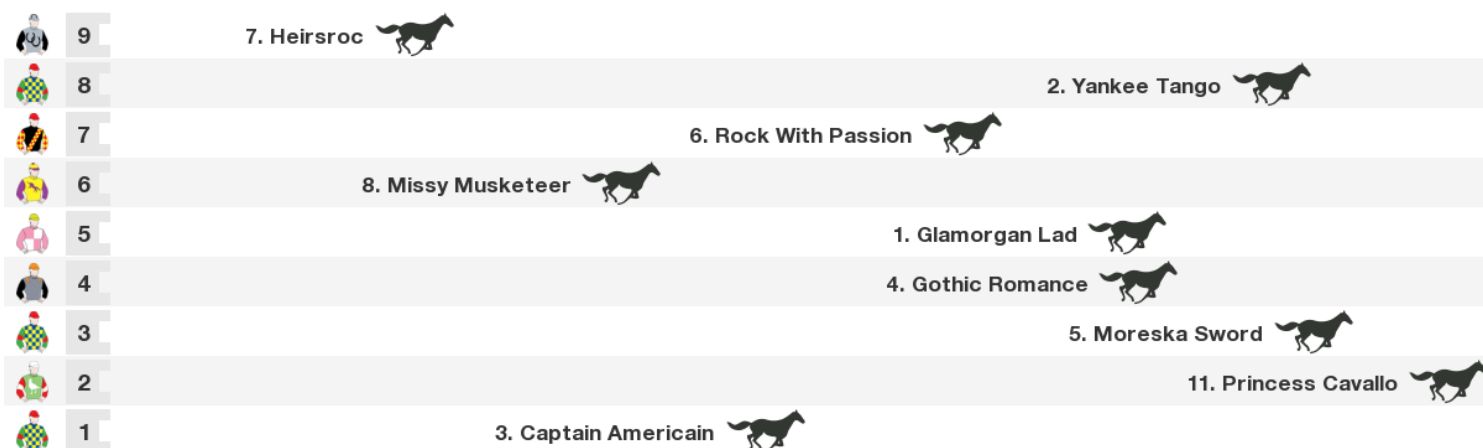 9 7. Heirsroc
8 2. Yankee Tango
7 6. Rock With Passion
6 8. Missy Musketeer
5 1. Glamorgan Lad
4 4. Gothic Romance
3 5. Moreska Sword
2 11. Princess Cavallo
1 3. Captain Americain